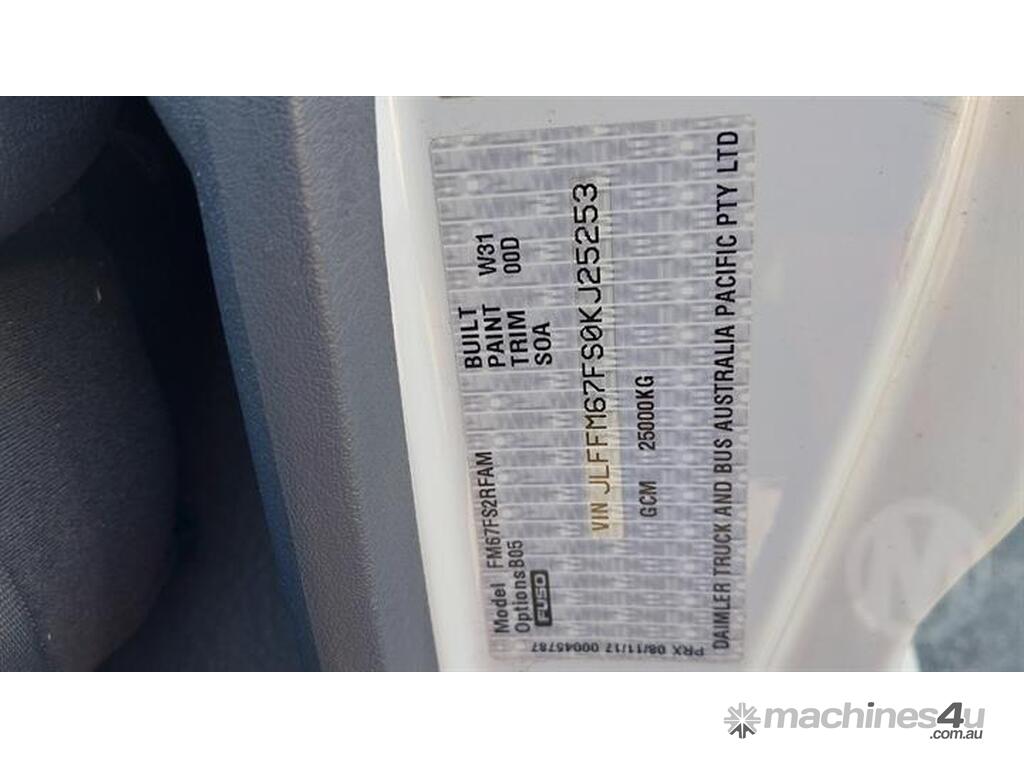 Model FM67FS2RFAM
Options B05
FUSO
BUILT
PAINT W31
TRIM 00D
SOA
VIN JLFFM67FS0KJ25253
GCM 25000KG
DAIMLER TRUCK AND BUS AUSTRALIA PACIFIC PTY LTD
PRX 08/11/17 00045787
machines4u
.com.au